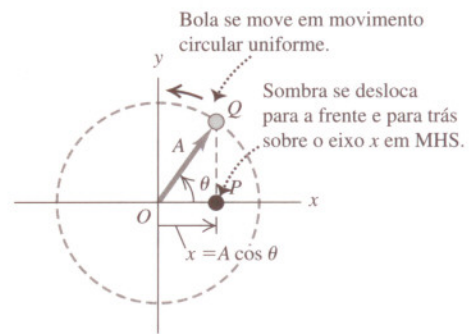 Bola se move em movimento
circular uniforme.
y
Sombra se desloca
para a frente e para trás
sobre o eixo x em MHS.
Q
A
θ
P
O
x
x = A cos θ